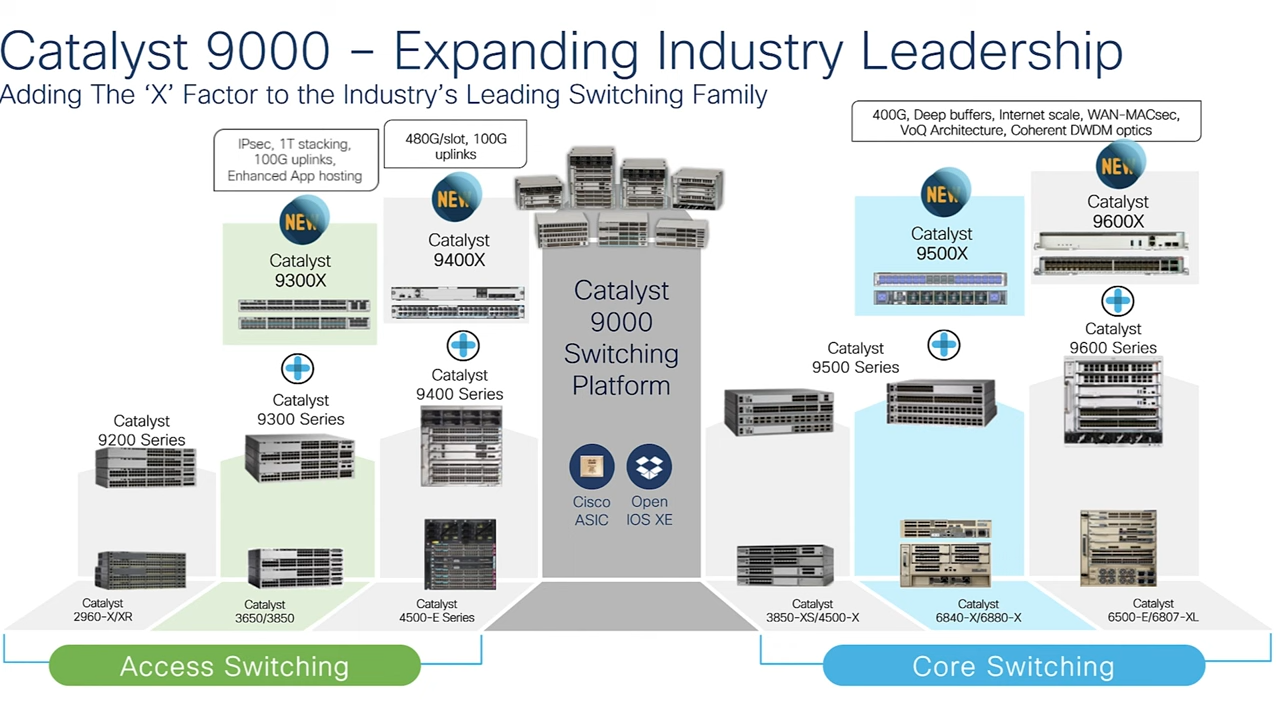 Catalyst 9000 – Expanding Industry Leadership
Adding The ‘X’ Factor to the Industry’s Leading Switching Family
IPsec, 1T stacking,
100G uplinks,
Enhanced App hosting
480G/slot, 100G
uplinks
400G, Deep buffers, Internet scale, WAN-MACsec,
VoQ Architecture, Coherent DWDM optics
NEW
Catalyst
9300X
NEW
Catalyst
9400X
NEW
Catalyst
9500X
NEW
Catalyst
9600X
Catalyst
9000
Switching
Platform
Cisco
ASIC
Open
IOS XE
Catalyst
9200 Series
Catalyst
9300 Series
Catalyst
9400 Series
Catalyst
9500 Series
Catalyst
9600 Series
Catalyst
2960-X/XR
Catalyst
3650/3850
Catalyst
4500-E Series
Catalyst
3850-XS/4500-X
Catalyst
6840-X/6880-X
Catalyst
6500-E/6807-XL
Access Switching
Core Switching